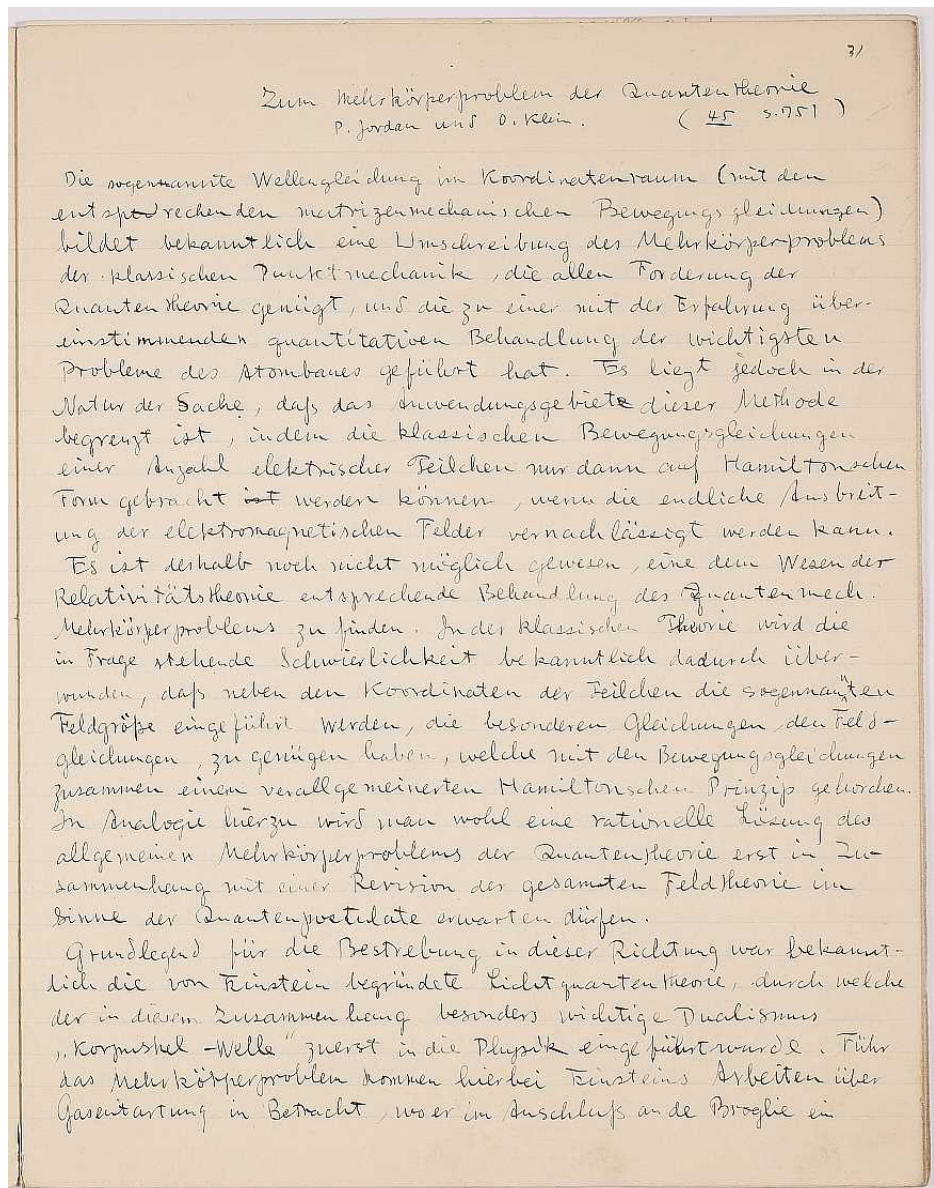 31
Zum Mehrkörperproblem der Quantentheorie
P. Jordan und O. Klein. ( 45 S.751 )
Die sogennannte Wellengleichung im Koordinatenraum (mit den
entsprechenden matrizenmechanischen Bewegungsgleichungen)
bildet bekanntlich eine Umschreibung des Mehrkörperproblems
der klassischen Punktmechanik, die allen Forderung der
Quantentheorie genügt, und die zu einer mit der Erfahrung über-
einstimmenden quantitativen Behandlung der wichtigsten
Probleme des Atombaues geführt hat. Es liegt jedoch in der
Natur der Sache, daß das Anwendungsgebiet dieser Methode
begrenzt ist, indem die klassischen Bewegungsgleichungen
einer Anzahl elektrischer Teilchen nur dann auf Hamiltonschen
Form gebracht ist werden können, wenn die endliche Ausbreit-
ung der elektromagnetischen Felder vernachlässigt werden kann.
Es ist deshalb noch nicht möglich gewesen, eine dem Wesen der
Relativitätstheorie entsprechende Behandlung des Quantenmech.
Mehrkörperproblems zu finden. In der klassischen Theorie wird die
in Frage stehende Schwierlichkeit bekanntlich dadurch über-
wunden, daß neben den Koordinaten der Teilchen die sogennannten
Feldgröße eingeführt werden, die besonderen Gleichungen, den Feld-
gleichungen, zu genügen haben, welche mit den Bewegungsgleichungen
zusammen einem verallgemeinerten Hamiltonschen Prinzip gehorchen.
In Analogie hierzu wird man wohl eine rationelle Lösung des
allgemeinen Mehrkörperproblems der Quantentheorie erst in Zu-
sammenhang mit einer Revision der gesamten Feldtheorie im
Sinne der Quantenpostulate erwarten dürfen.
Grundlegend für die Bestrebung in dieser Richtung war bekannt-
lich die von Einstein begründete Lichtquantentheorie, durch welche
der in diesem Zusammenhang besonders wichtige Dualismus
„Korpuskel-Welle" zuerst in die Physik eingeführt wurde. Führ
das Mehrkörperproblem kommen hierbei Einsteins Arbeiten über
Gasentartung in Betracht, wo er im Anschluß an de Broglie ein